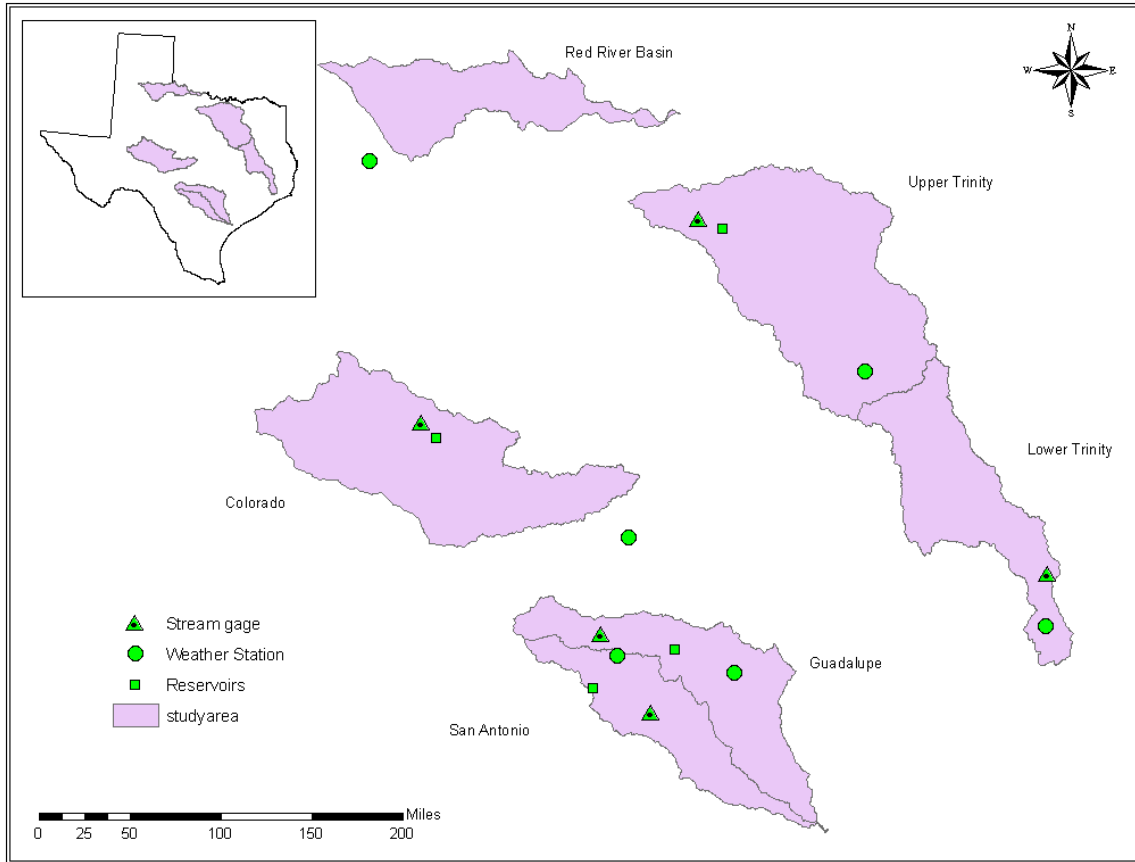 Red River Basin
N
W
E
S
Upper Trinity
Lower Trinity
Colorado
Stream gage
Weather Station
Reservoirs
studyarea
Guadalupe
San Antonio
Miles
0 25 50 100 150 200